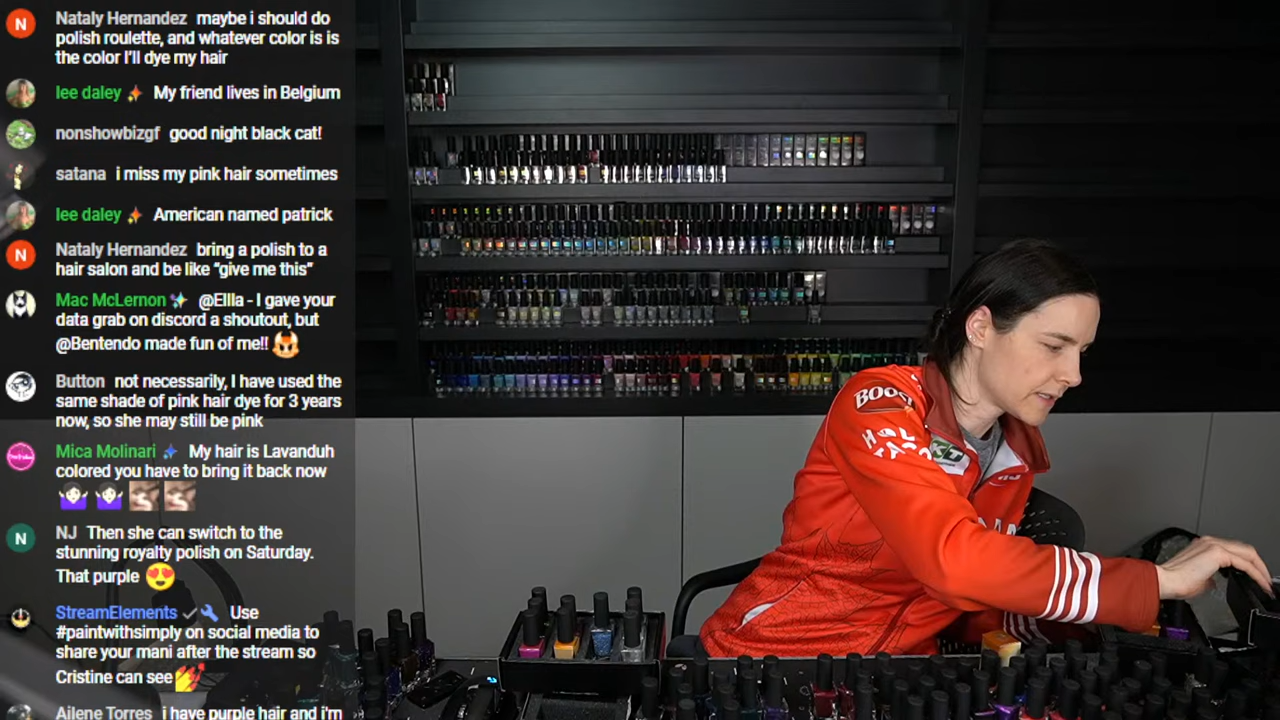 Nataly Hernandez maybe i should do
polish roulette, and whatever color is is
the color I'll dye my hair
lee daley My friend lives in Belgium
nonshowbizgf good night black cat!
satana i miss my pink hair sometimes
lee daley American named patrick
Nataly Hernandez bring a polish to a
hair salon and be like “give me this”
Mac McLernon @Ellla - I gave your
data grab on discord a shoutout, but
@Bentendo made fun of me!!
Button not necessarily, I have used the
same shade of pink hair dye for 3 years
now, so she may still be pink
Mica Molinari My hair is Lavanduh
colored you have to bring it back now
NJ Then she can switch to the
stunning royalty polish on Saturday.
That purple
StreamElements Use
#paintwithsimply on social media to
share your mani after the stream so
Cristine can see
Ailene Torres i have purple hair and i'm
N
N
N
BOOST
HOLO
TACO